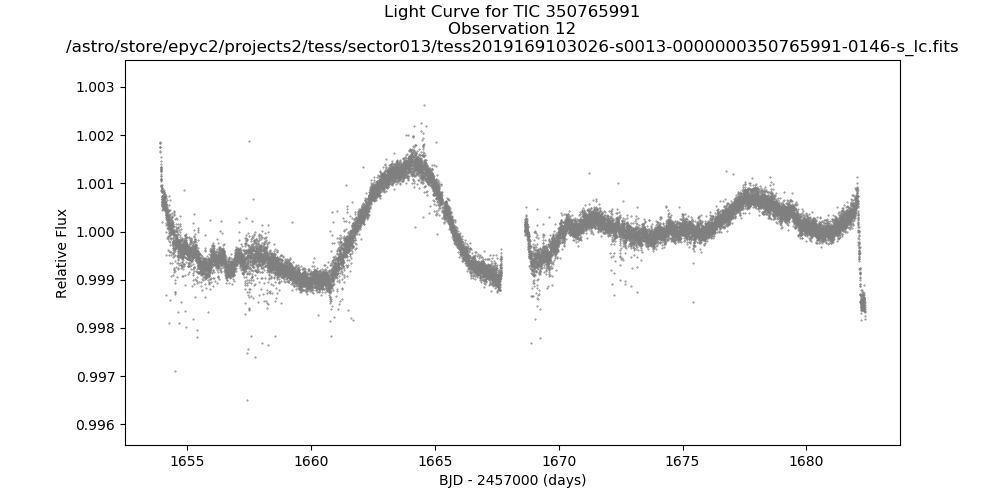 Light Curve for TIC 350765991
Observation 12
/astro/store/epyc2/projects2/tess/sector013/tess2019169103026-s0013-0000000350765991-0146-s_lc.fits
1.003
1.002
1.001
1.000
0.999
0.998
0.997
0.996
Relative Flux
1655 1660 1665 1670 1675 1680
BJD - 2457000 (days)